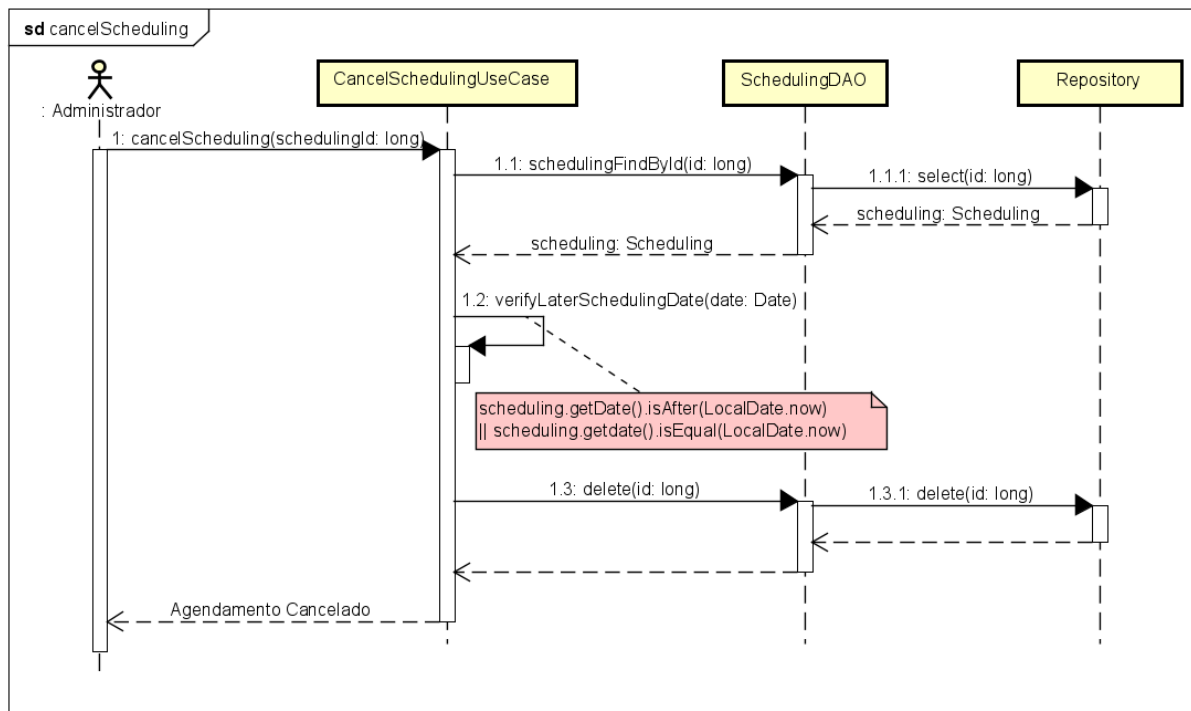 sd cancelScheduling
: Administrador
CancelSchedulingUseCase
SchedulingDAO
Repository
1: cancelScheduling(schedulingId: long)
1.1: schedulingFindById(id: long)
1.1.1: select(id: long)
scheduling: Scheduling
scheduling: Scheduling
1.2: verifyLaterSchedulingDate(date: Date)
scheduling.getDate().isAfter(LocalDate.now)
|| scheduling.getdate().isEqual(LocalDate.now)
1.3: delete(id: long)
1.3.1: delete(id: long)
Agendamento Cancelado